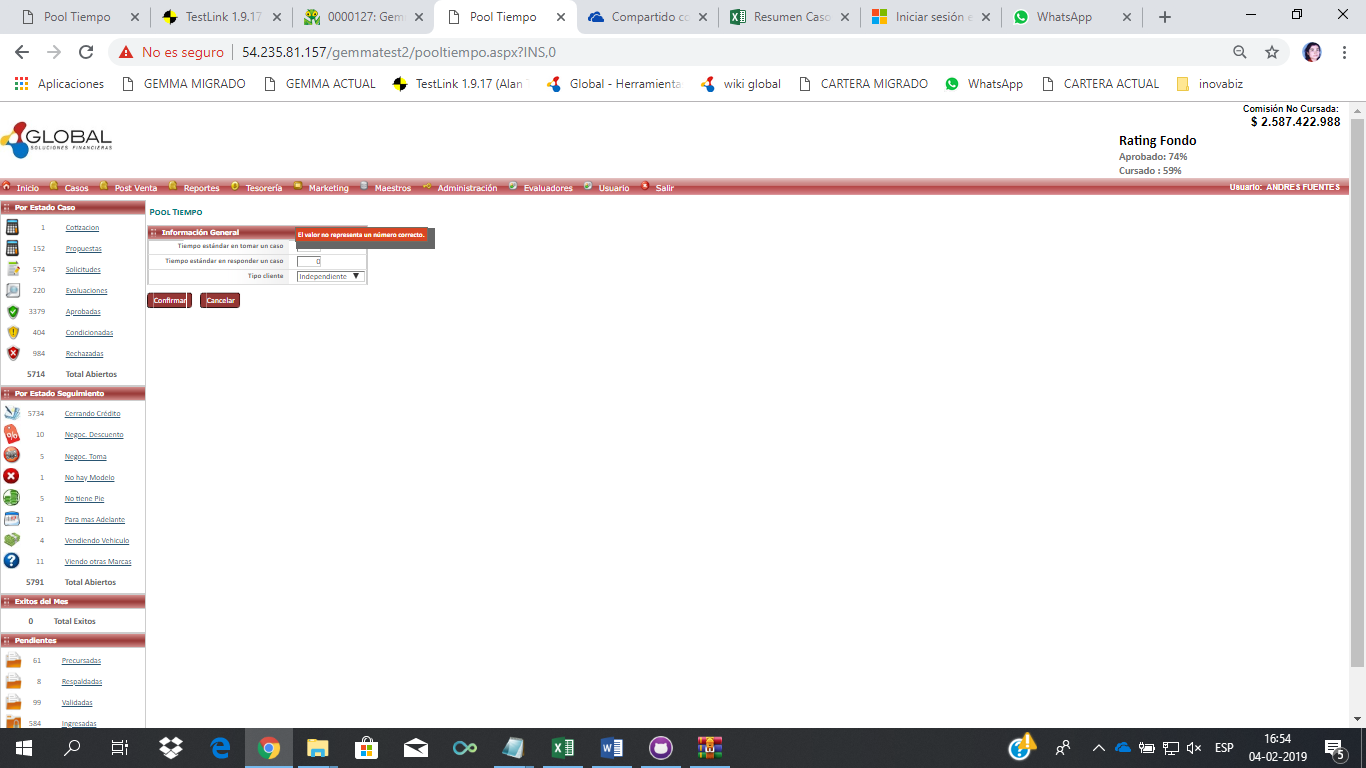 Pool Tiempo
TestLink 1.9.17
0000127: Gem
Pool Tiempo
Compartido co
Resumen Caso
Iniciar sesión e
WhatsApp
No es seguro
54.235.81.157/gemmatest2/pooltiempo.aspx?INS,0
Aplicaciones
GEMMA MIGRADO
GEMMA ACTUAL
TestLink 1.9.17 (Alan
Global - Herramienta
wiki global
CARTERA MIGRADO
WhatsApp
CARTERA ACTUAL
inovabiz
GLOBAL
SOLUCIONES FINANCIERAS
Comisión No Cursada:
$ 2.587.422.988
Rating Fondo
Aprobado: 74%
Cursado : 59%
Inicio
Casos
Post Venta
Reportes
Tesorería
Marketing
Maestros
Administración
Evaluadores
Usuario
Salir
Usuario: ANDRES FUENTES
Por Estado Caso
1 Cotizacion
152 Propuestas
574 Solicitudes
220 Evaluaciones
3379 Aprobadas
404 Condicionadas
984 Rechazadas
5714 Total Abiertos
Por Estado Seguimiento
5734 Cerrando Crédito
10 Negoc. Descuento
5 Negoc. Toma
1 No hay Modelo
5 No tiene Pie
21 Para mas Adelante
4 Vendiendo Vehiculo
11 Viendo otras Marcas
5791 Total Abiertos
Exitos del Mes
0 Total Exitos
Pendientes
61 Precursadas
8 Respaldadas
99 Validadas
584 Ingresadas
POOL TIEMPO
Información General
El valor no representa un número correcto.
Tiempo estándar en tomar un caso
Tiempo estándar en responder un caso 0
Tipo cliente Independiente
Confirmar
Cancelar
ESP
16:54
04-02-2019
5